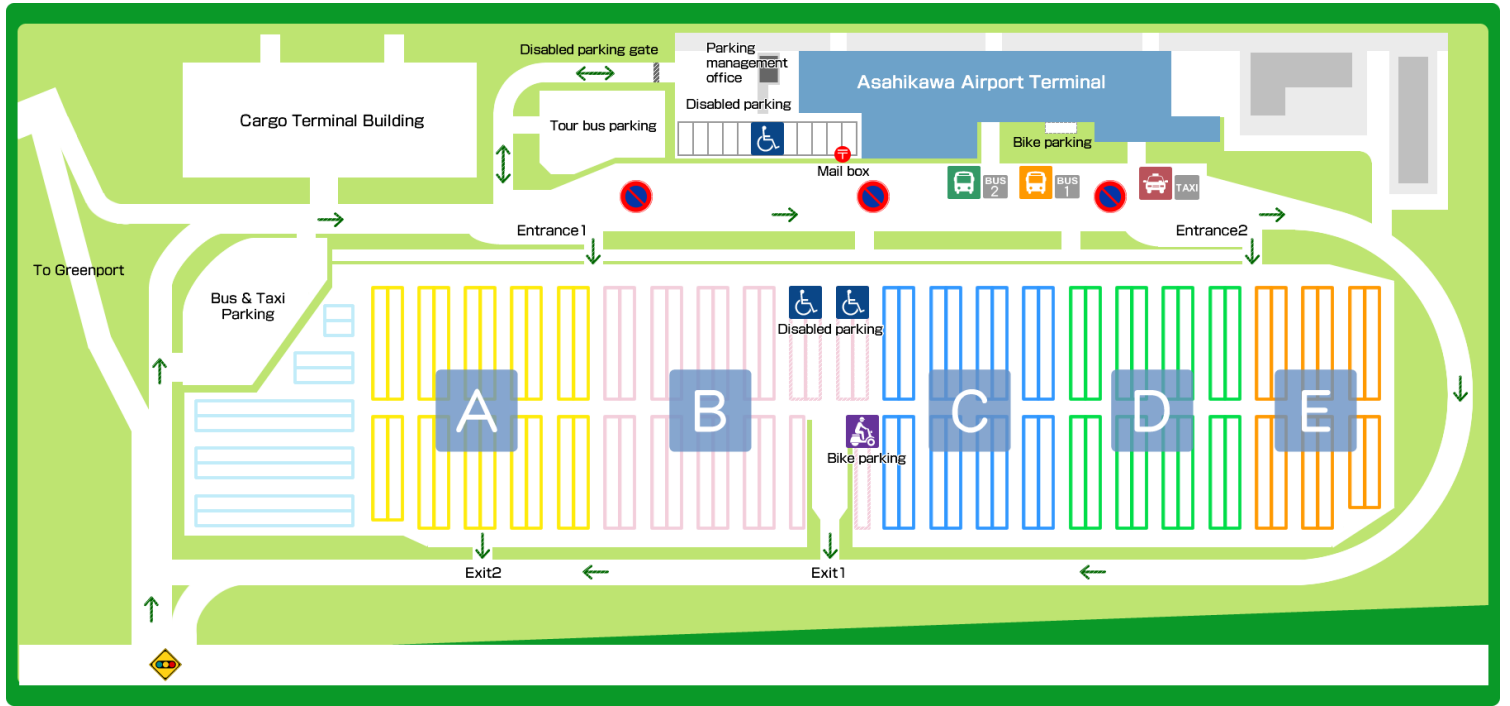 Disabled parking gate
Parking
management
office
Asahikawa Airport Terminal
Disabled parking
Cargo Terminal Building
Tour bus parking
Bike parking
〒
Mail box
BUS
2
BUS
1
TAXI
Entrance1
Entrance2
To Greenport
Bus & Taxi
Parking
Disabled parking
A
B
C
D
E
Bike parking
Exit2
Exit1